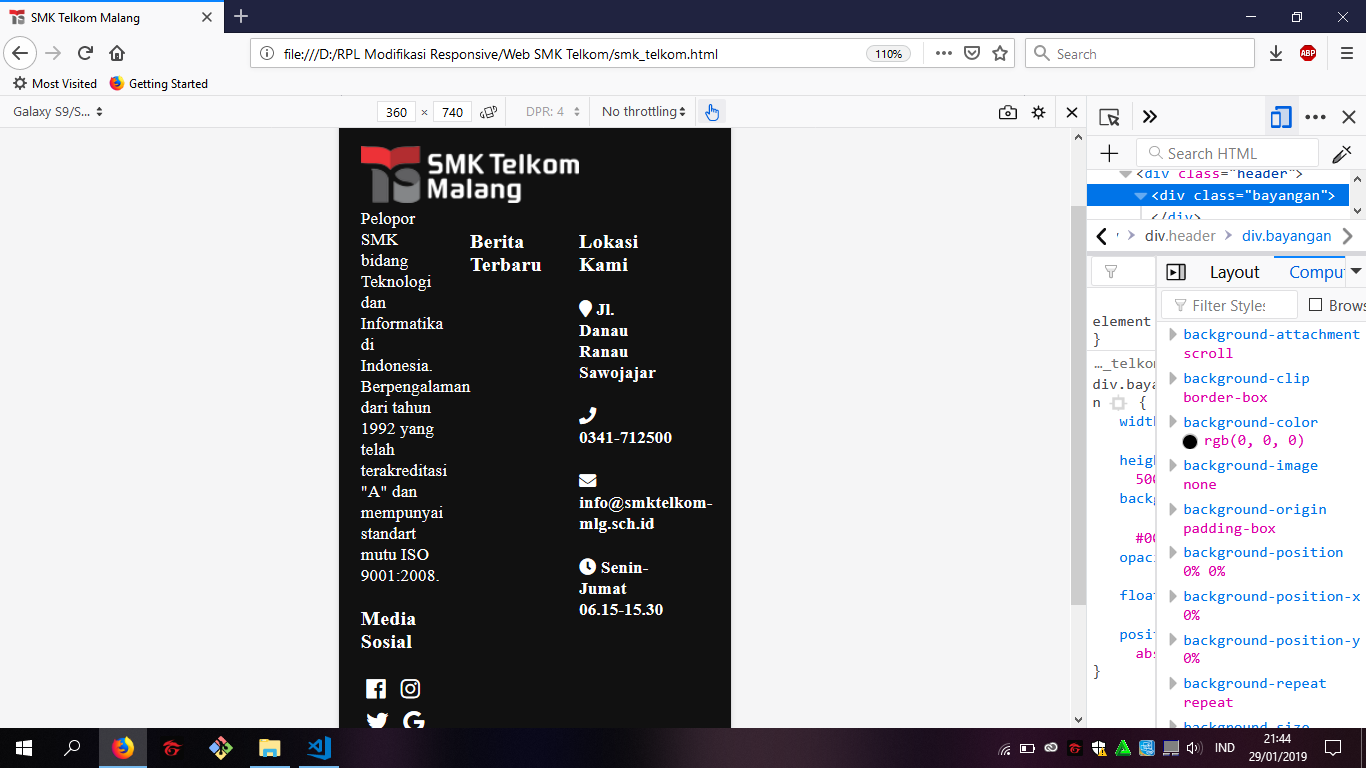 SMK Telkom Malang
file:///D:/RPL Modifikasi Responsive/Web SMK Telkom/smk_telkom.html
110%
Search
ABP
Most Visited
Getting Started
Galaxy S9/S...
360 × 740
DPR: 4
No throttling
SMK Telkom
Malang
Pelopor
SMK
bidang
Teknologi
dan
Informatika
di
Indonesia.
Berpengalaman
dari tahun
1992 yang
telah
terakreditasi
"A" dan
mempunyai
standart
mutu ISO
9001:2008.
Media
Sosial
Berita
Terbaru
Lokasi
Kami
Jl.
Danau
Ranau
Sawojajar
0341-712500
info@smktelkom-
mlg.sch.id
Senin-
Jumat
06.15-15.30
Search HTML
<div class="header">
<div class="bayangan">
</div>
div.header
div.bayangan
Layout
Compu
Filter Styles
Brows
element
}
…_telkom
div.baya
n { 
width
heigh
500
backg
#00
opaci
float
posit
abs
}
background-attachment
scroll
background-clip
border-box
background-color
rgb(0, 0, 0)
background-image
none
background-origin
padding-box
background-position
0% 0%
background-position-x
0%
background-position-y
0%
background-repeat
repeat
background-size
IND
21:44
29/01/2019